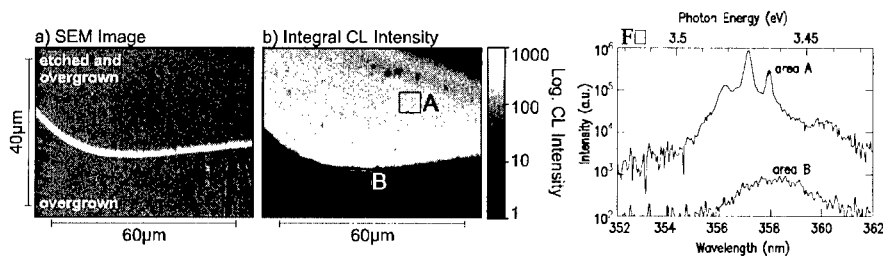 a) SEM Image
etched and
overgrown
overgrown
40µm
60µm
b) Integral CL Intensity
A
B
60µm
1000
100
10
1
Log. CL Intensity
Photon Energy (eV)
F□
3.5
3.45
10⁶
10⁵
10⁴
10³
10²
Intensity (a.u.)
area A
area B
352
354
356
358
360
362
Wavelength (nm)